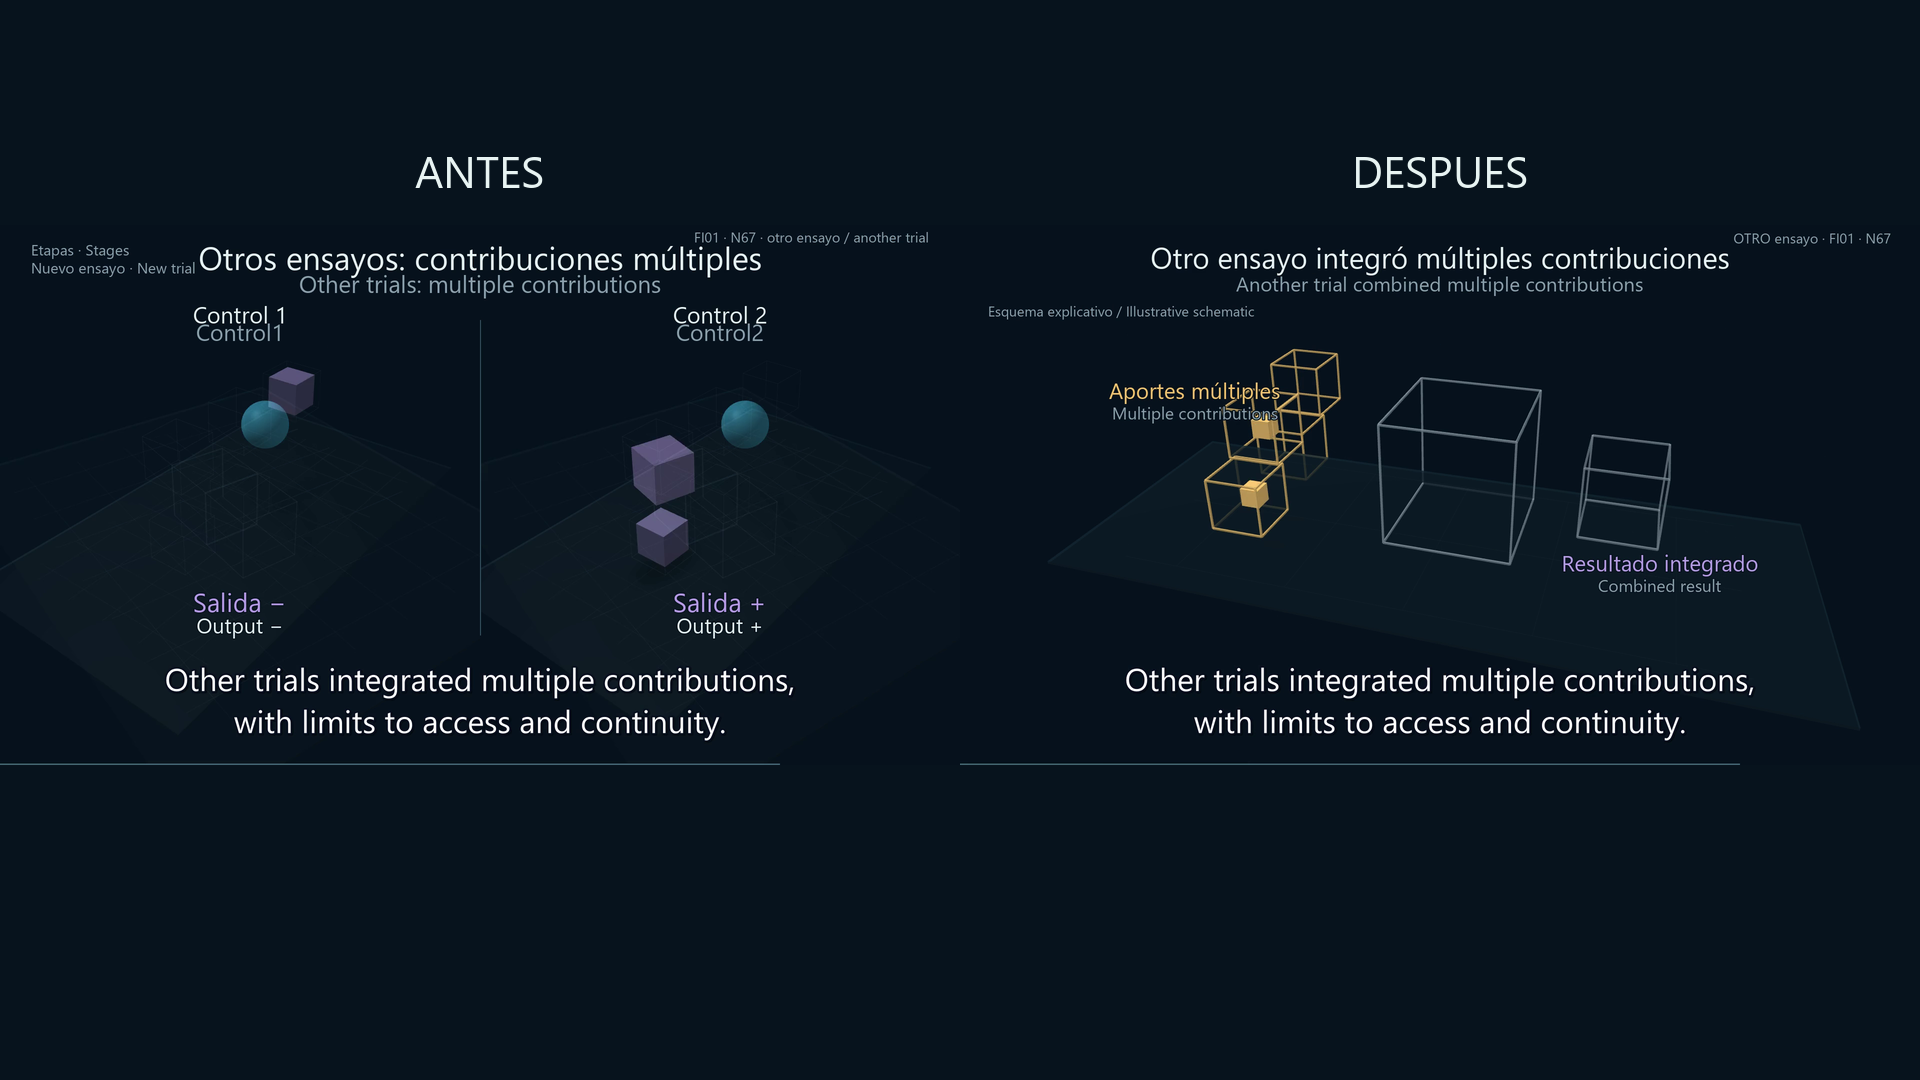 ANTES
FI01 · N67 · otro ensayo / another trial
Etapas · Stages
Nuevo ensayo · New trial
Otros ensayos: contribuciones múltiples
Other trials: multiple contributions
Control 1
Control1
Control 2
Control2
Salida −
Output −
Salida +
Output +
Other trials integrated multiple contributions,
with limits to access and continuity.
DESPUES
OTRO ensayo · FI01 · N67
Otro ensayo integró múltiples contribuciones
Another trial combined multiple contributions
Esquema explicativo / Illustrative schematic
Aportes múltiples
Multiple contributions
Resultado integrado
Combined result
Other trials integrated multiple contributions,
with limits to access and continuity.